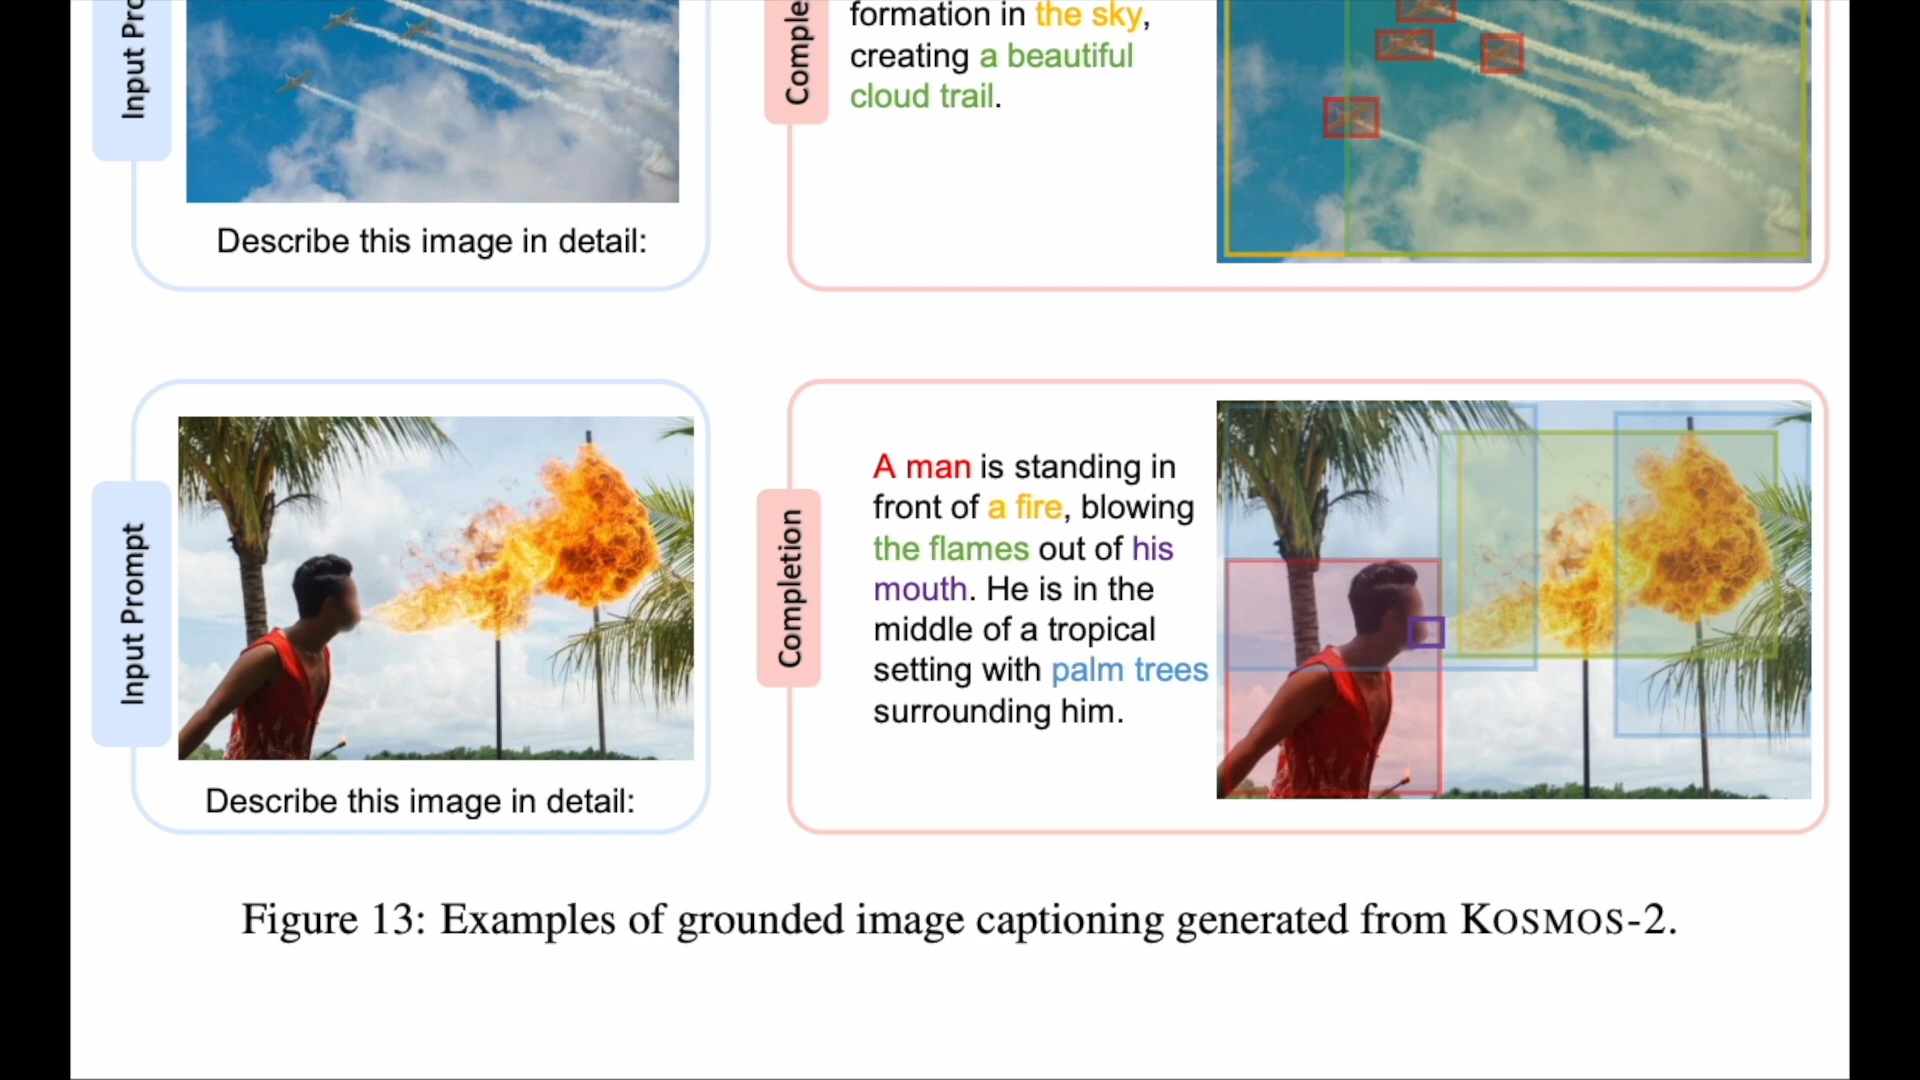 Input Pro
Describe this image in detail:
Comple
formation in the sky,
creating a beautiful
cloud trail.
Input Prompt
Describe this image in detail:
Completion
A man is standing in
front of a fire, blowing
the flames out of his
mouth. He is in the
middle of a tropical
setting with palm trees
surrounding him.
Figure 13: Examples of grounded image captioning generated from KOSMOS-2.